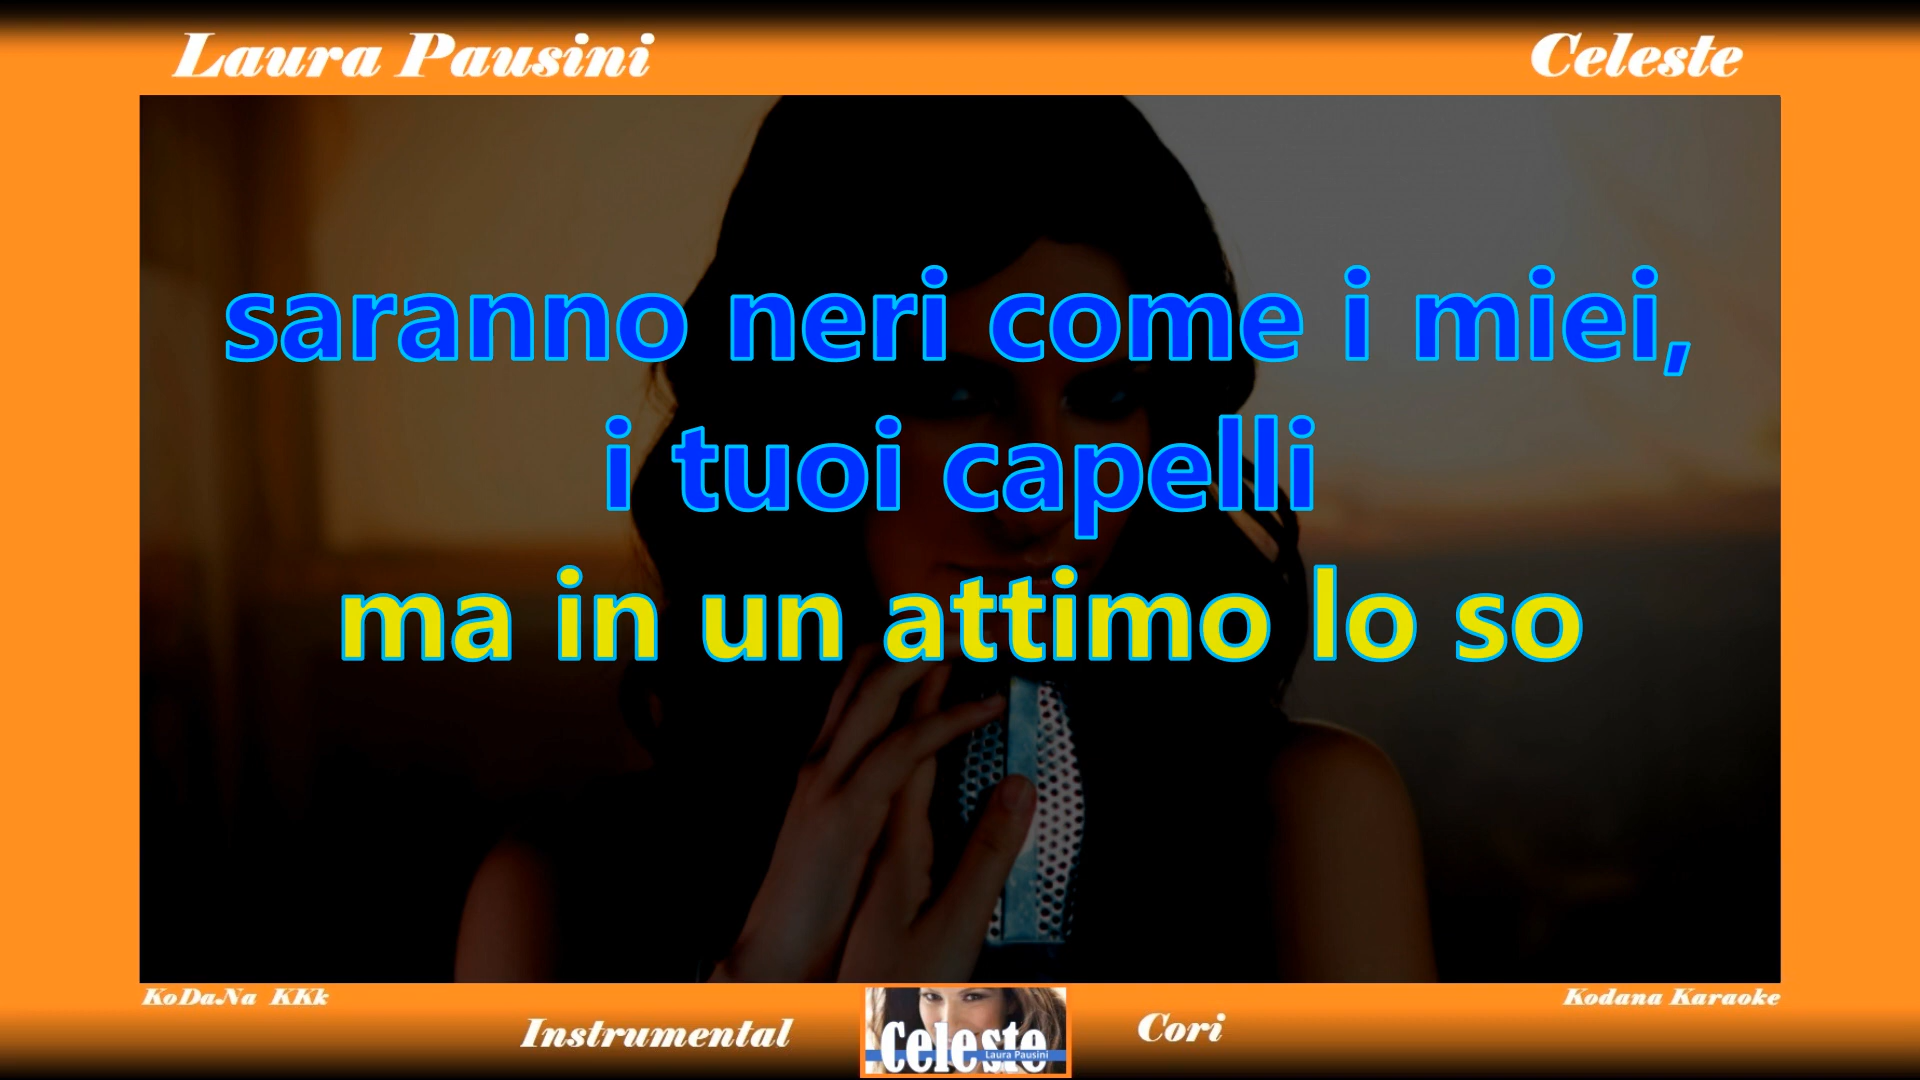 Laura Pausini
Celeste
saranno neri come i miei,
i tuoi capelli
ma in un attimo lo so
KoDaNa KKk
Kodana Karaoke
Instrumental
Celeste
Laura Pausini
Cori